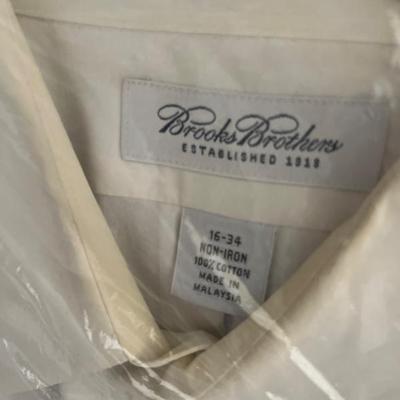 Brooks Brothers
ESTABLISHED 1818
16-34
NON-IRON
100% COTTON
MADE IN
MALAYSIA